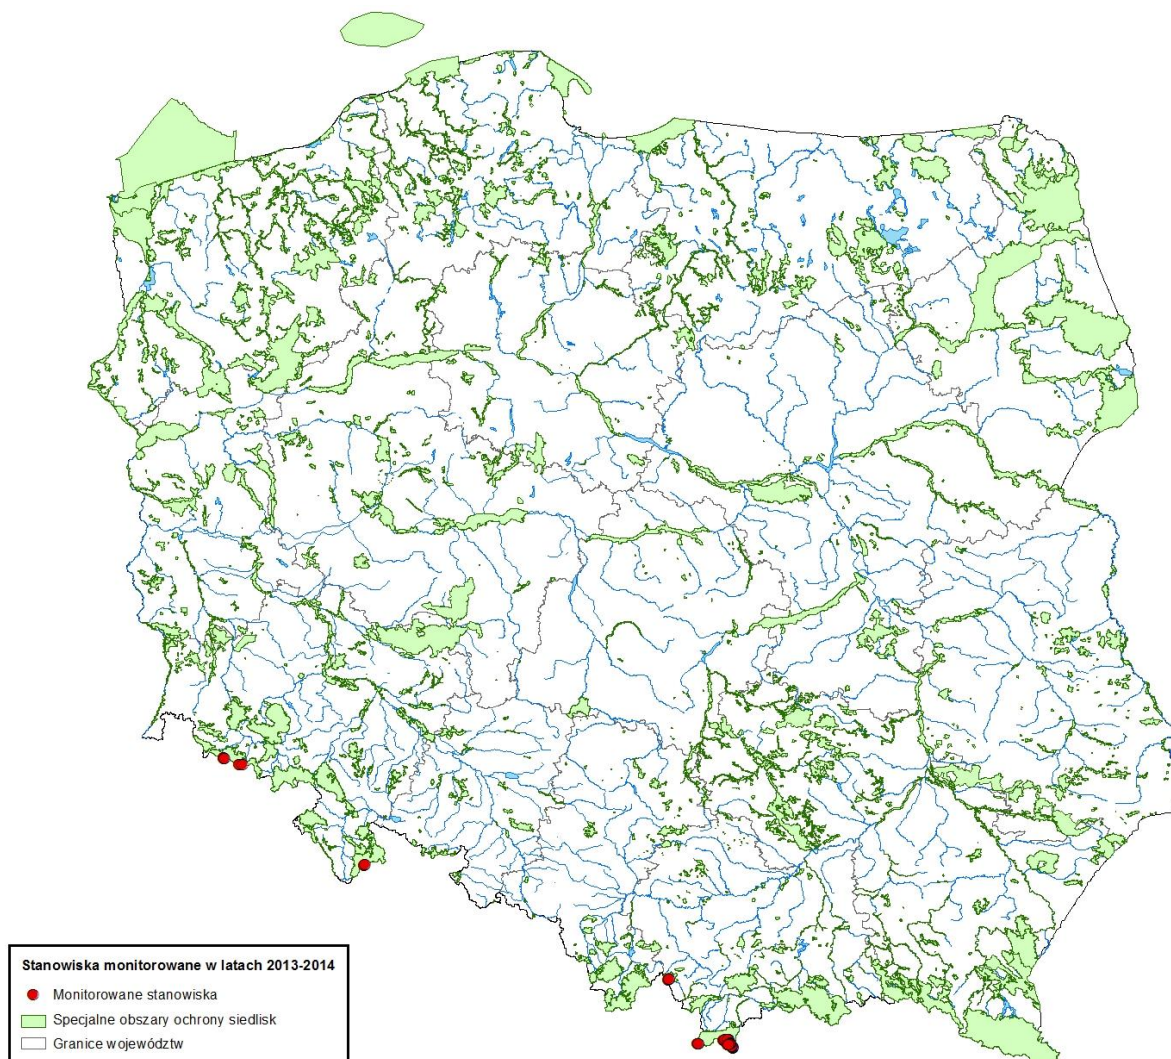 Stanowiska monitorowane w latach 2013-2014
Monitorowane stanowiska
Specjalne obszary ochrony siedlisk
Granice województw